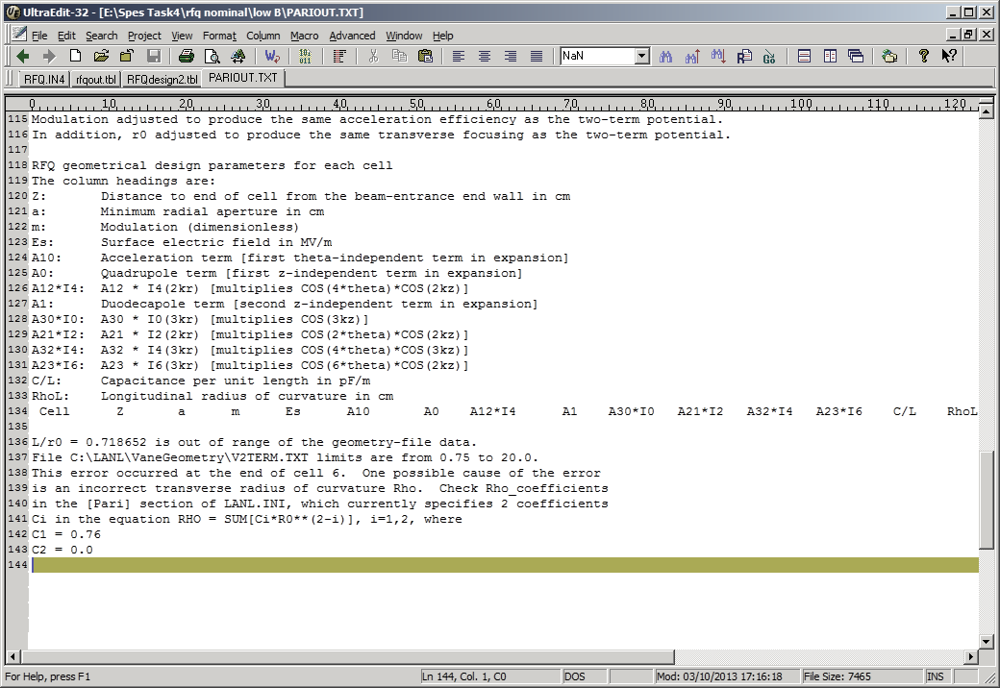 UltraEdit-32 - [E:\Spes Task4\rfq nominal\low B\PARIOUT.TXT]
File Edit Search Project View Format Column Macro Advanced Window Help
NaN
RFQ.IN4 rfqout.tbl RFQdesign2.tbl PARIOUT.TXT
0 10 20 30 40 50 60 70 80 90 100 110 120
115 Modulation adjusted to produce the same acceleration efficiency as the two-term potential.
116 In addition, r0 adjusted to produce the same transverse focusing as the two-term potential.
117
118 RFQ geometrical design parameters for each cell
119 The column headings are:
120 Z: Distance to end of cell from the beam-entrance end wall in cm
121 a: Minimum radial aperture in cm
122 m: Modulation (dimensionless)
123 Es: Surface electric field in MV/m
124 A10: Acceleration term [first theta-independent term in expansion]
125 A0: Quadrupole term [first z-independent term in expansion]
126 A12*I4: A12 * I4(2kr) [multiplies COS(4*theta)*COS(2kz)]
127 A1: Duodecapole term [second z-independent term in expansion]
128 A30*I0: A30 * I0(3kr) [multiplies COS(3kz)]
129 A21*I2: A21 * I2(2kr) [multiplies COS(2*theta)*COS(2kz)]
130 A32*I4: A32 * I4(3kr) [multiplies COS(4*theta)*COS(3kz)]
131 A23*I6: A23 * I6(3kr) [multiplies COS(6*theta)*COS(2kz)]
132 C/L: Capacitance per unit length in pF/m
133 RhoL: Longitudinal radius of curvature in cm
134 Cell Z a m Es A10 A0 A12*I4 A1 A30*I0 A21*I2 A32*I4 A23*I6 C/L RhoL
135
136 L/r0 = 0.718652 is out of range of the geometry-file data.
137 File C:\LANL\VaneGeometry\V2TERM.TXT limits are from 0.75 to 20.0.
138 This error occurred at the end of cell 6. One possible cause of the error
139 is an incorrect transverse radius of curvature Rho. Check Rho_coefficients
140 in the [Pari] section of LANL.INI, which currently specifies 2 coefficients
141 Ci in the equation RHO = SUM[Ci*R0**(2-i)], i=1,2, where
142 C1 = 0.76
143 C2 = 0.0
144
For Help, press F1 Ln 144, Col. 1, C0 DOS Mod: 03/10/2013 17:16:18 File Size: 7465 INS